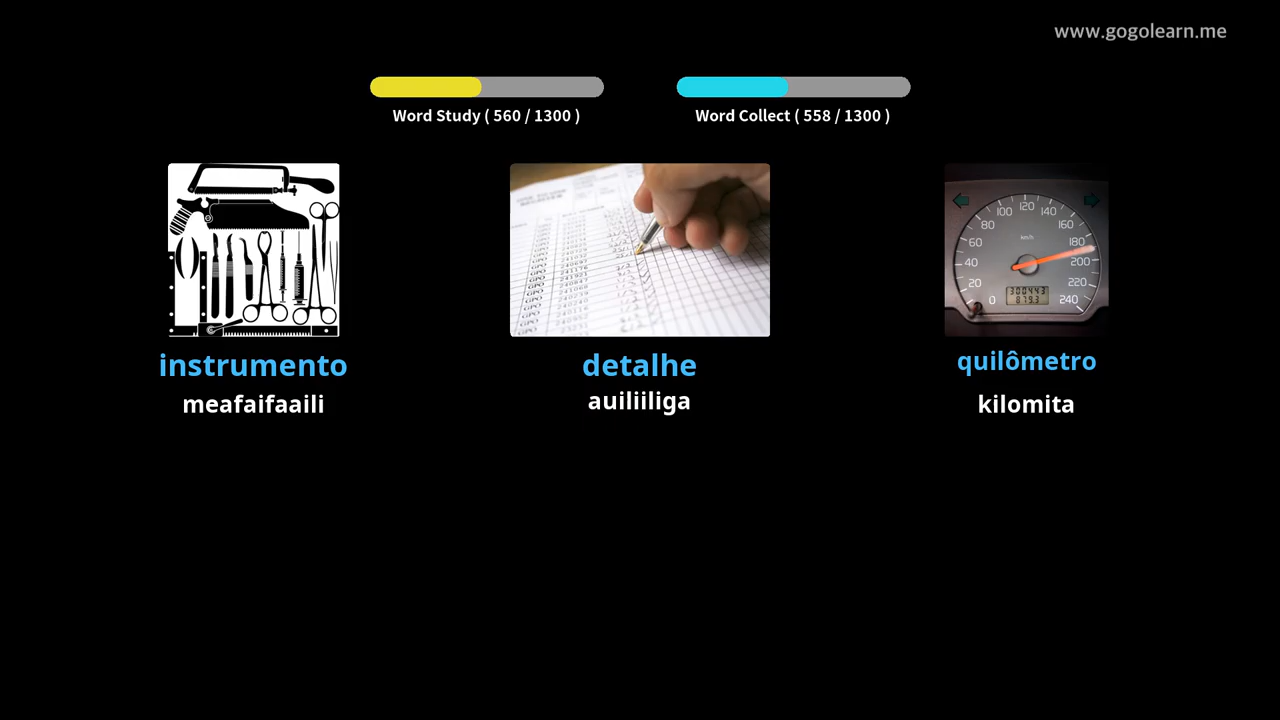 www.gogolearn.me
Word Study ( 560 / 1300 )
Word Collect ( 558 / 1300 )
instrumento
meafaifaaili
detalhe
auiliiliga
quilômetro
kilomita